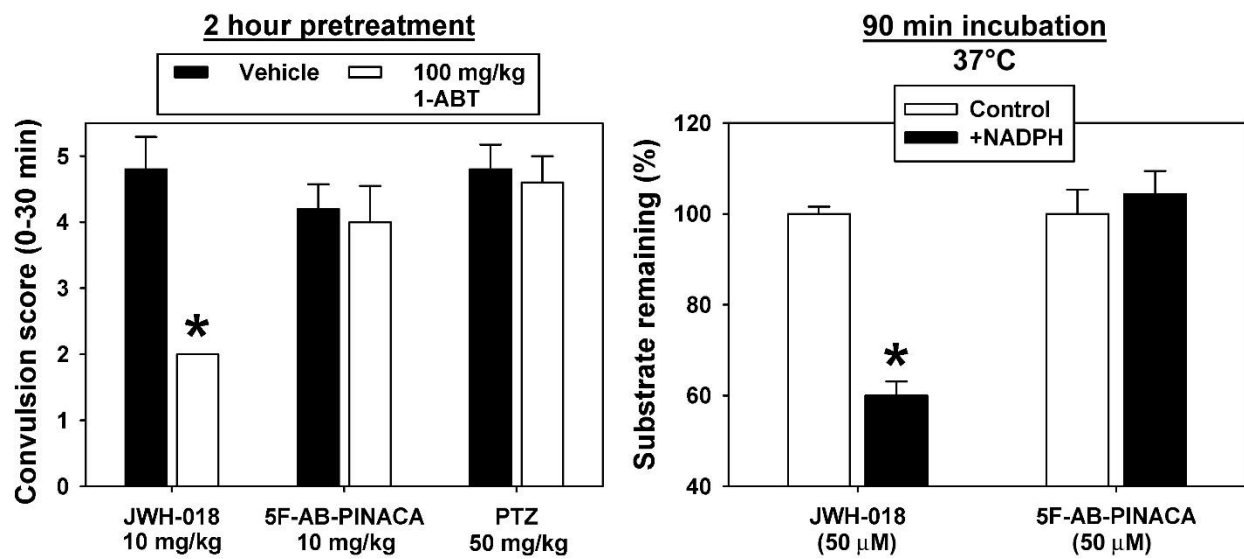 2 hour pretreatment
Vehicle
100 mg/kg
1-ABT
Convulsion score (0-30 min)
5
4
3
2
1
0
*
JWH-018
10 mg/kg
5F-AB-PINACA
10 mg/kg
PTZ
50 mg/kg
90 min incubation
37°C
Control
+NADPH
Substrate remaining (%)
120
100
80
60
40
*
JWH-018
(50 μM)
5F-AB-PINACA
(50 μM)